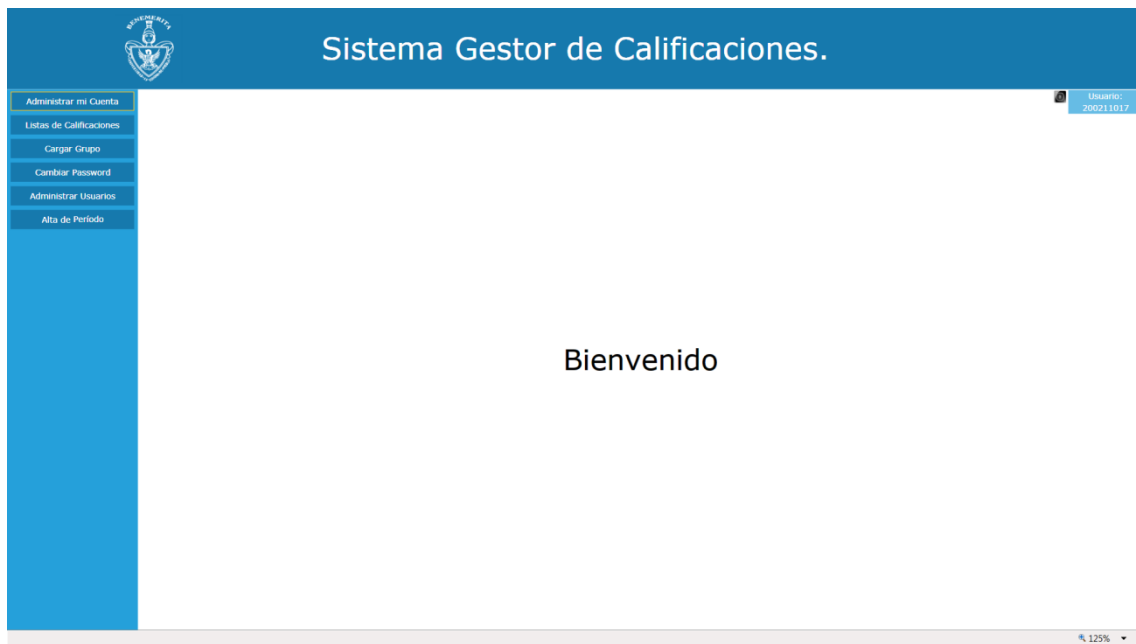 BENEMERITA
Sistema Gestor de Calificaciones.
Administrar mi Cuenta
Listas de Calificaciones
Cargar Grupo
Cambiar Password
Administrar Usuarios
Alta de Período
Usuario:
200211017
Bienvenido
125%